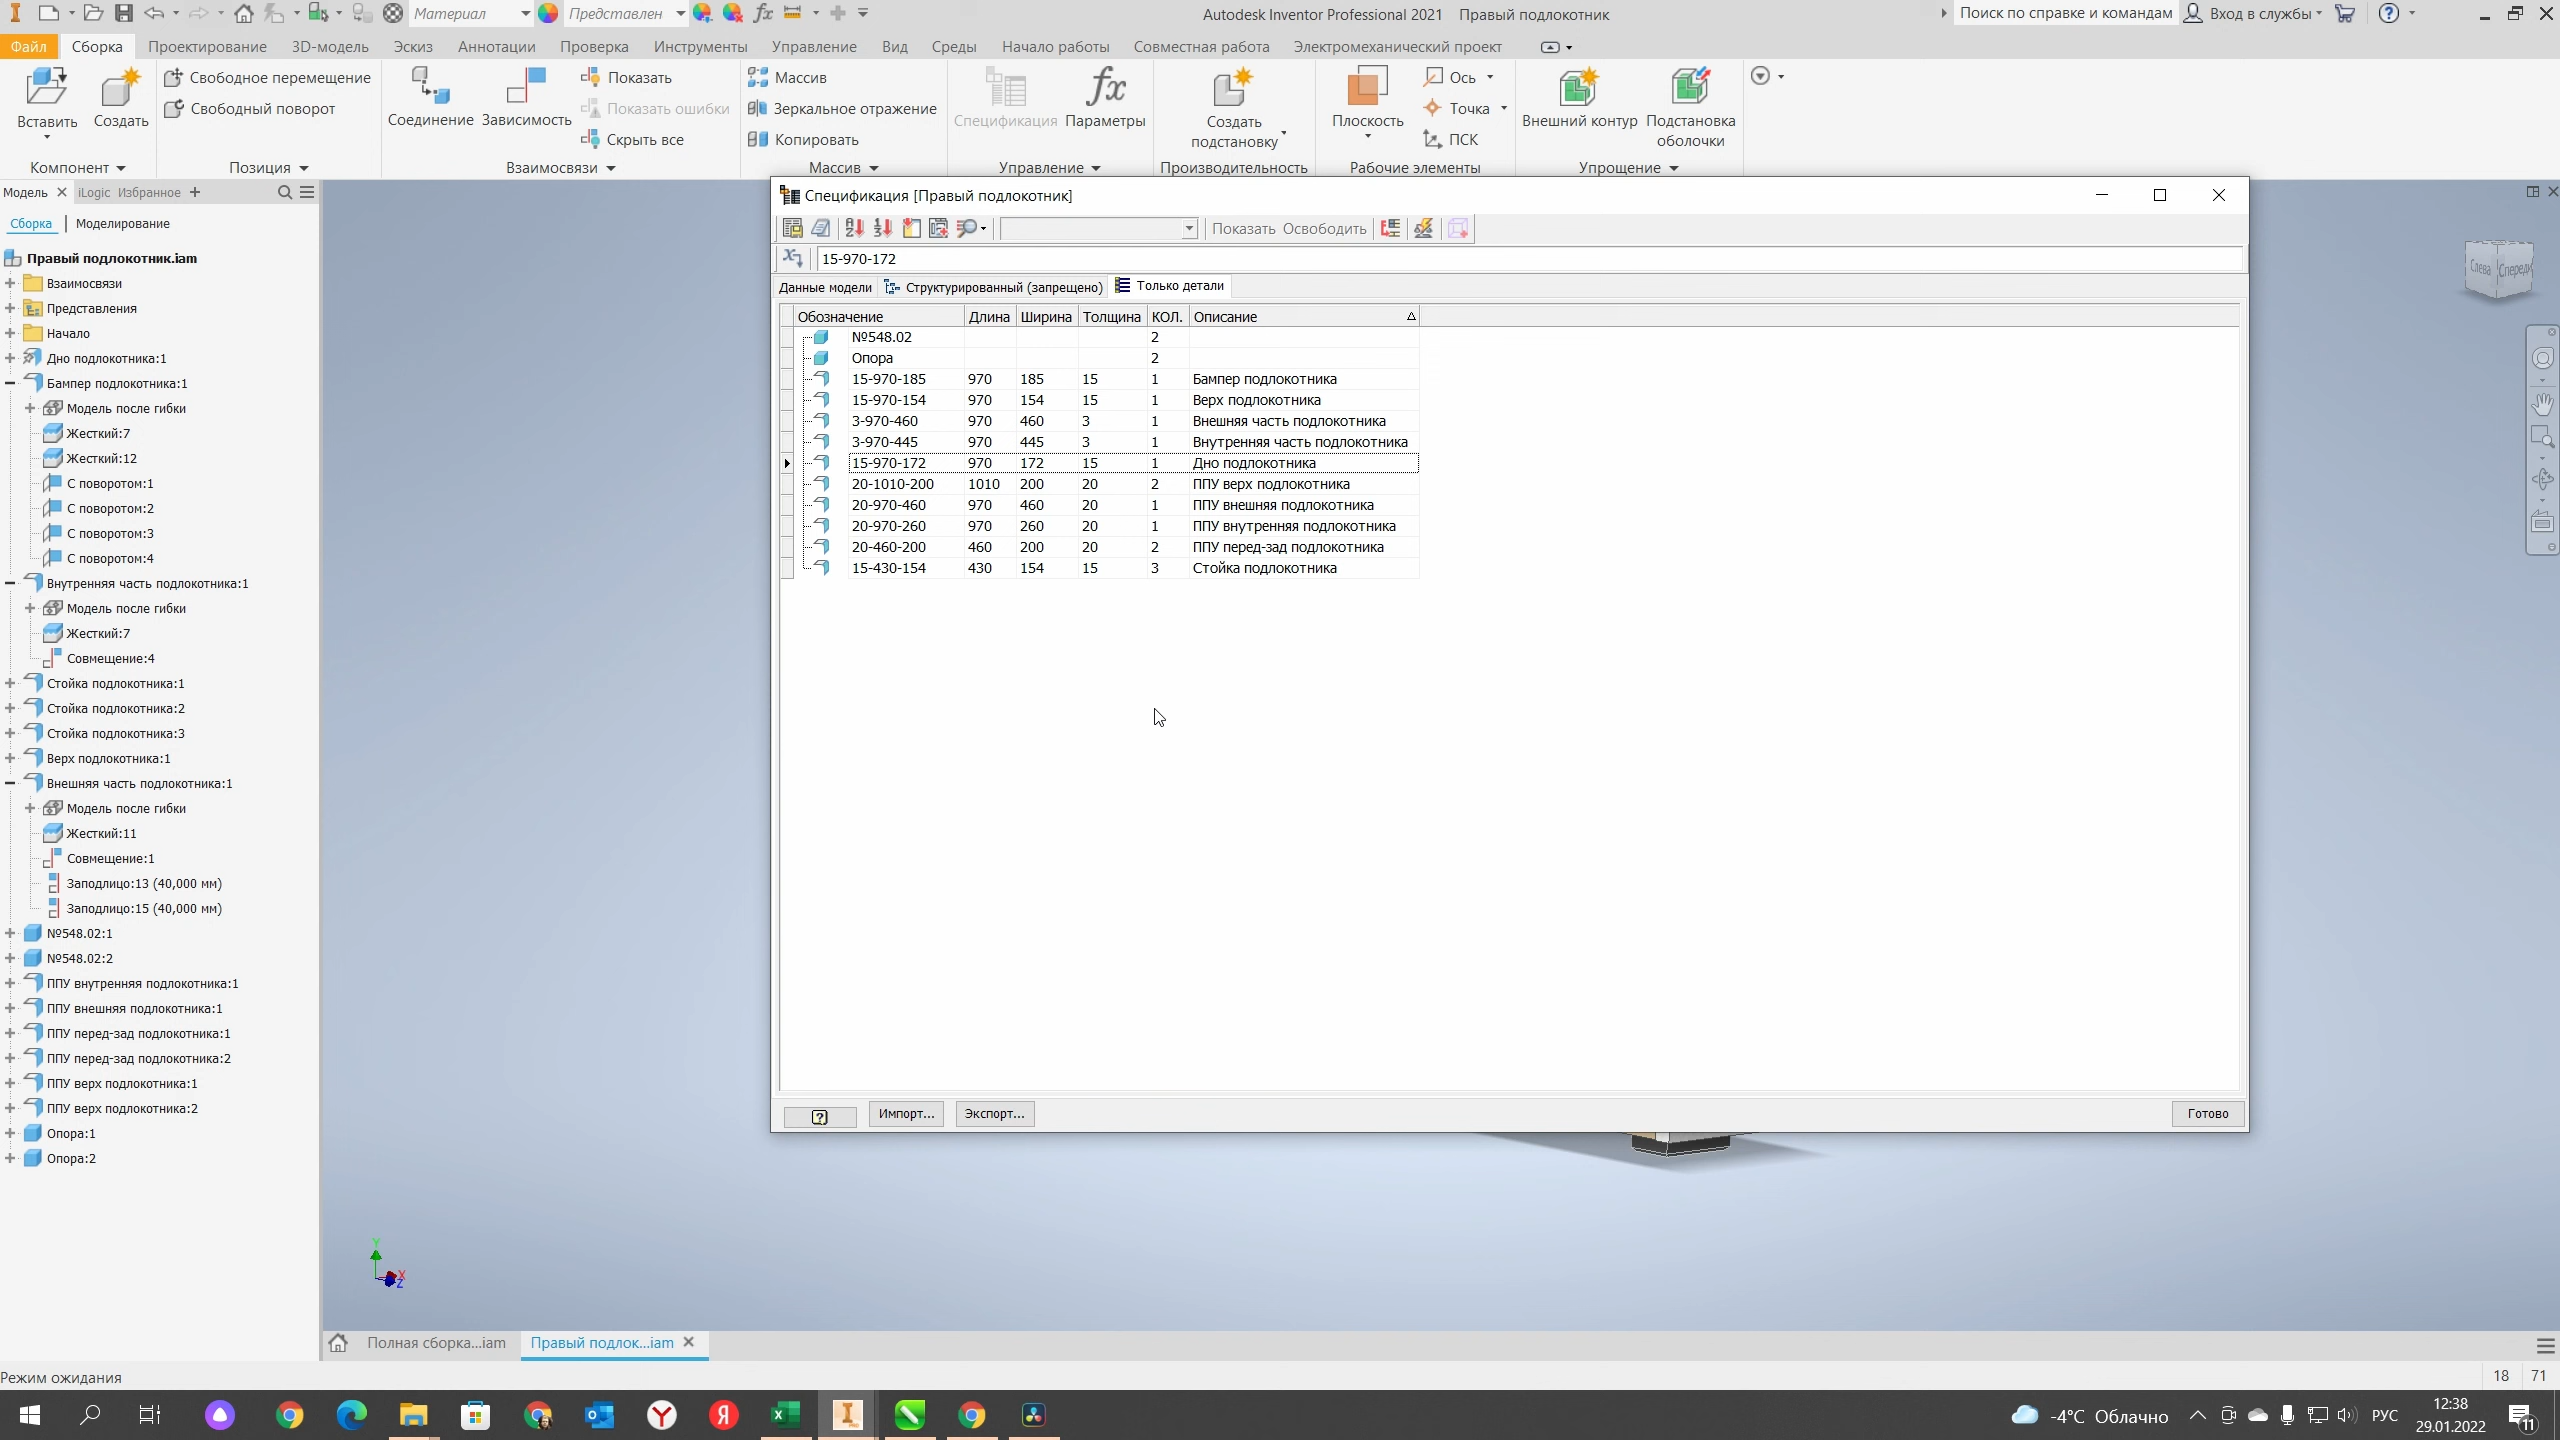 Материал
Представлен
Autodesk Inventor Professional 2021 Правый подлокотник
Поиск по справке и командам
Вход в службы
Файл
Сборка
Проектирование
3D-модель
Эскиз
Аннотации
Проверка
Инструменты
Управление
Вид
Среды
Начало работы
Совместная работа
Электромеханический проект
Вставить
Создать
Свободное перемещение
Свободный поворот
Соединение
Зависимость
Показать
Показать ошибки
Скрыть все
Массив
Зеркальное отражение
Копировать
Спецификация
fx
Параметры
Создать
подстановку
Плоскость
Ось
Точка
ПСК
Внешний контур
Подстановка
оболочки
Компонент
Позиция
Взаимосвязи
Массив
Управление
Производительность
Рабочие элементы
Упрощение
Модель
iLogic
Избранное
Сборка
Моделирование
Правый подлокотник.iam
Взаимосвязи
Представления
Начало
Дно подлокотника:1
Бампер подлокотника:1
Модель после гибки
Жесткий:7
Жесткий:12
С поворотом:1
С поворотом:2
С поворотом:3
С поворотом:4
Внутренняя часть подлокотника:1
Модель после гибки
Жесткий:7
Совмещение:4
Стойка подлокотника:1
Стойка подлокотника:2
Стойка подлокотника:3
Верх подлокотника:1
Внешняя часть подлокотника:1
Модель после гибки
Жесткий:11
Совмещение:1
Заподлицо:13 (40,000 мм)
Заподлицо:15 (40,000 мм)
№548.02:1
№548.02:2
ППУ внутренняя подлокотника:1
ППУ внешняя подлокотника:1
ППУ перед-зад подлокотника:1
ППУ перед-зад подлокотника:2
ППУ верх подлокотника:1
ППУ верх подлокотника:2
Опора:1
Опора:2
Спецификация [Правый подлокотник]
Показать Освободить
15-970-172
Данные модели
Структурированный (запрещено)
Только детали
Обозначение Длина Ширина Толщина КОЛ. Описание
№548.02 2
Опора 2
15-970-185 970 185 15 1 Бампер подлокотника
15-970-154 970 154 15 1 Верх подлокотника
3-970-460 970 460 3 1 Внешняя часть подлокотника
3-970-445 970 445 3 1 Внутренняя часть подлокотника
15-970-172 970 172 15 1 Дно подлокотника
20-1010-200 1010 200 20 2 ППУ верх подлокотника
20-970-460 970 460 20 1 ППУ внешняя подлокотника
20-970-260 970 260 20 1 ППУ внутренняя подлокотника
20-460-200 460 200 20 2 ППУ перед-зад подлокотника
15-430-154 430 154 15 3 Стойка подлокотника
Импорт...
Экспорт...
Готово
Слева
Спереди
Y
X
Z
Полная сборка...iam
Правый подлок...iam
Режим ожидания
18 71
-4°C Облачно
РУС
12:38
29.01.2022
11